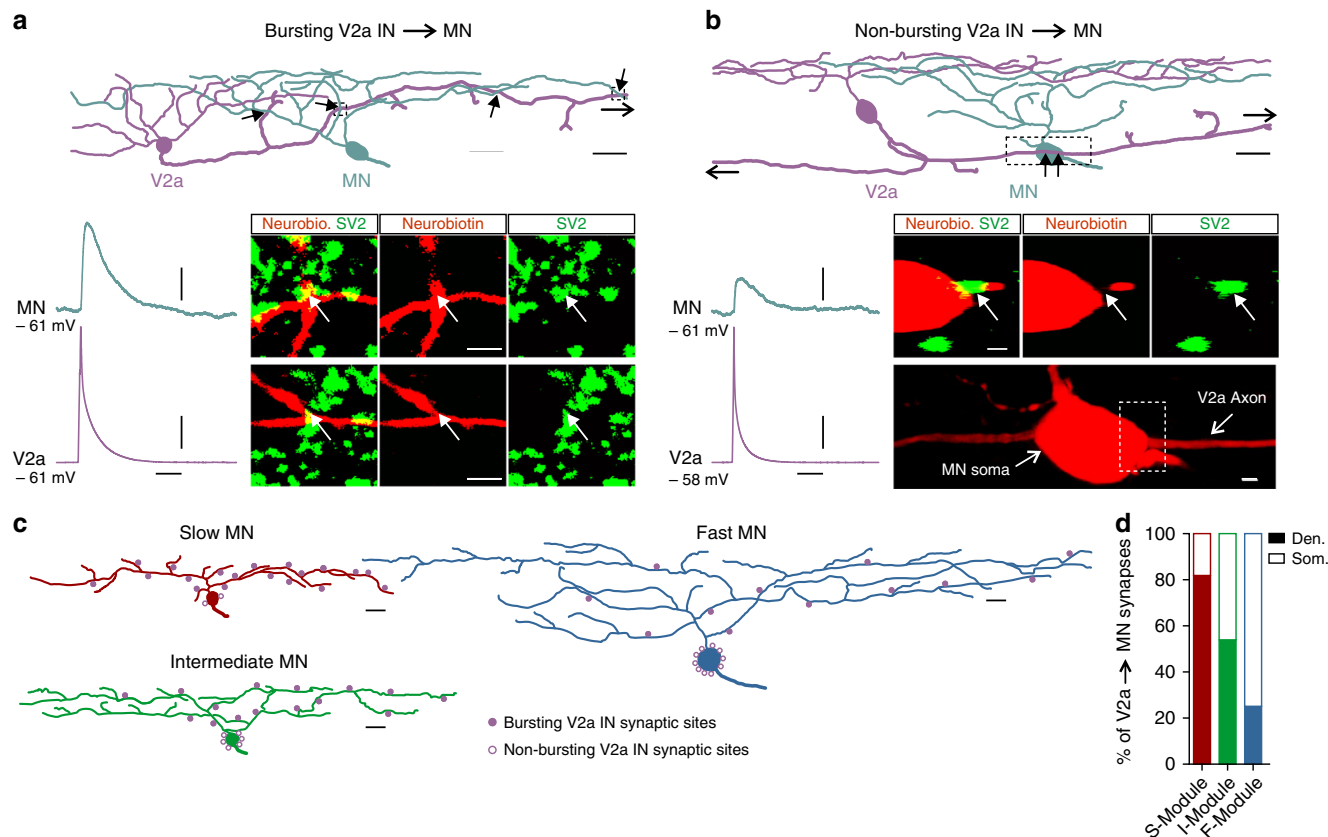 a
Bursting V2a IN → MN
V2a
MN
Neurobio. SV2
Neurobiotin
SV2
MN
– 61 mV
V2a
– 61 mV
b
Non-bursting V2a IN → MN
V2a
MN
Neurobio. SV2
Neurobiotin
SV2
MN
– 61 mV
V2a
– 58 mV
V2a Axon
MN soma
c
Slow MN
Fast MN
Intermediate MN
Bursting V2a IN synaptic sites
Non-bursting V2a IN synaptic sites
d
% of V2a → MN synapses
100
80
60
40
20
0
Den.
Som.
S-Module
I-Module
F-Module